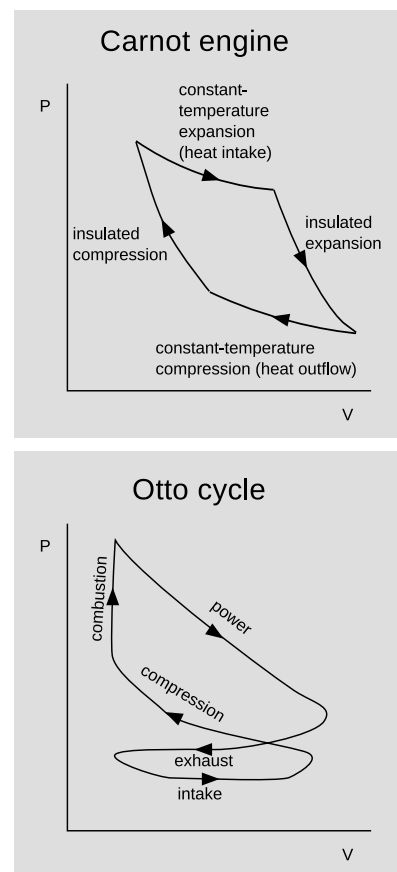 Carnot engine
P
constant-
temperature
expansion
(heat intake)
insulated
expansion
insulated
compression
constant-temperature
compression (heat outflow)
V
Otto cycle
P
combustion
power
compression
exhaust
intake
V